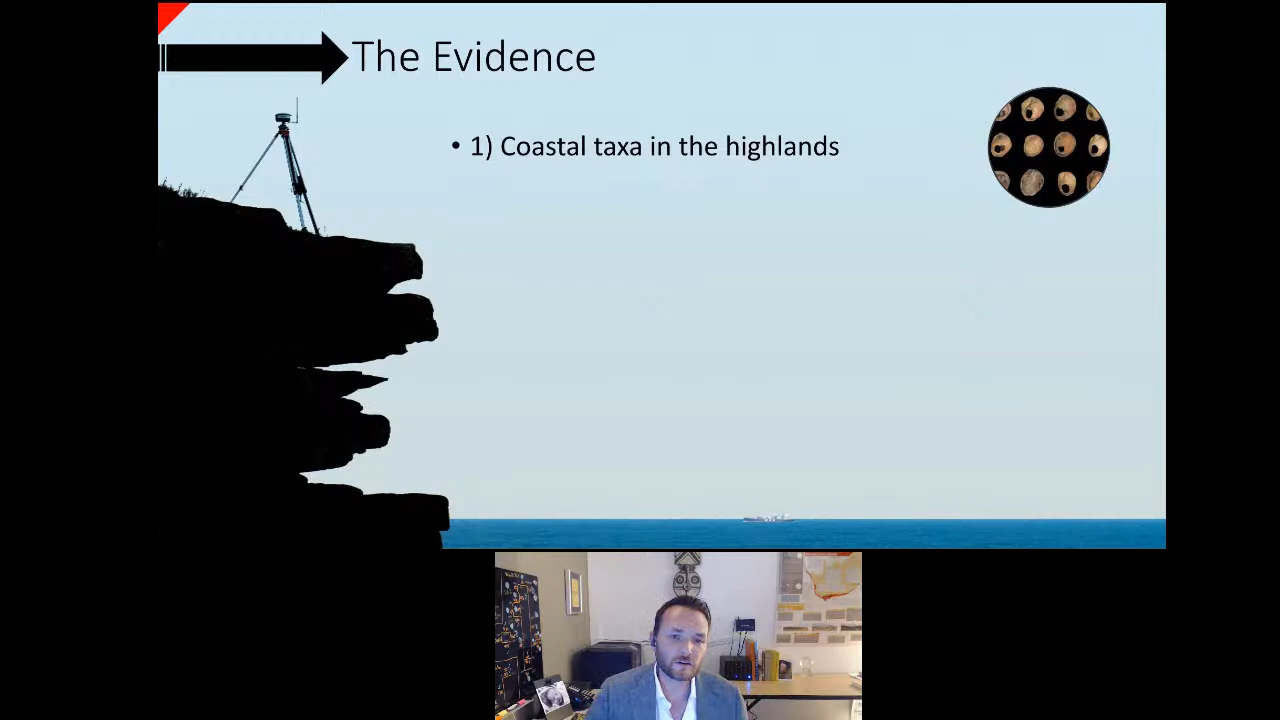 The Evidence
• 1) Coastal taxa in the highlands